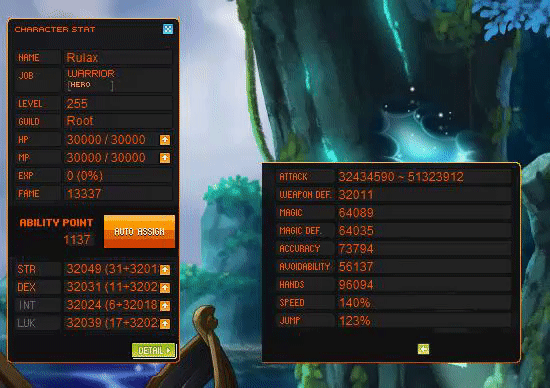 CHARACTER STAT
NAME Rulax
JOB WARRIOR
[HERO ]
LEVEL 255
GUILD Root
HP 30000 / 30000
MP 30000 / 30000
EXP 0 (0%)
FAME 13337
ABILITY POINT
1137
AUTO ASSIGN
STR 32049 (31+3201
DEX 32031 (11+3202
INT 32024 (6+32018
LUK 32039 (17+3202
DETAIL
ATTACK 32434590 ~ 51323912
WEAPON DEF. 32011
MAGIC 64089
MAGIC DEF. 64035
ACCURACY 73794
AVOIDABILITY 56137
HANDS 96094
SPEED 140%
JUMP 123%